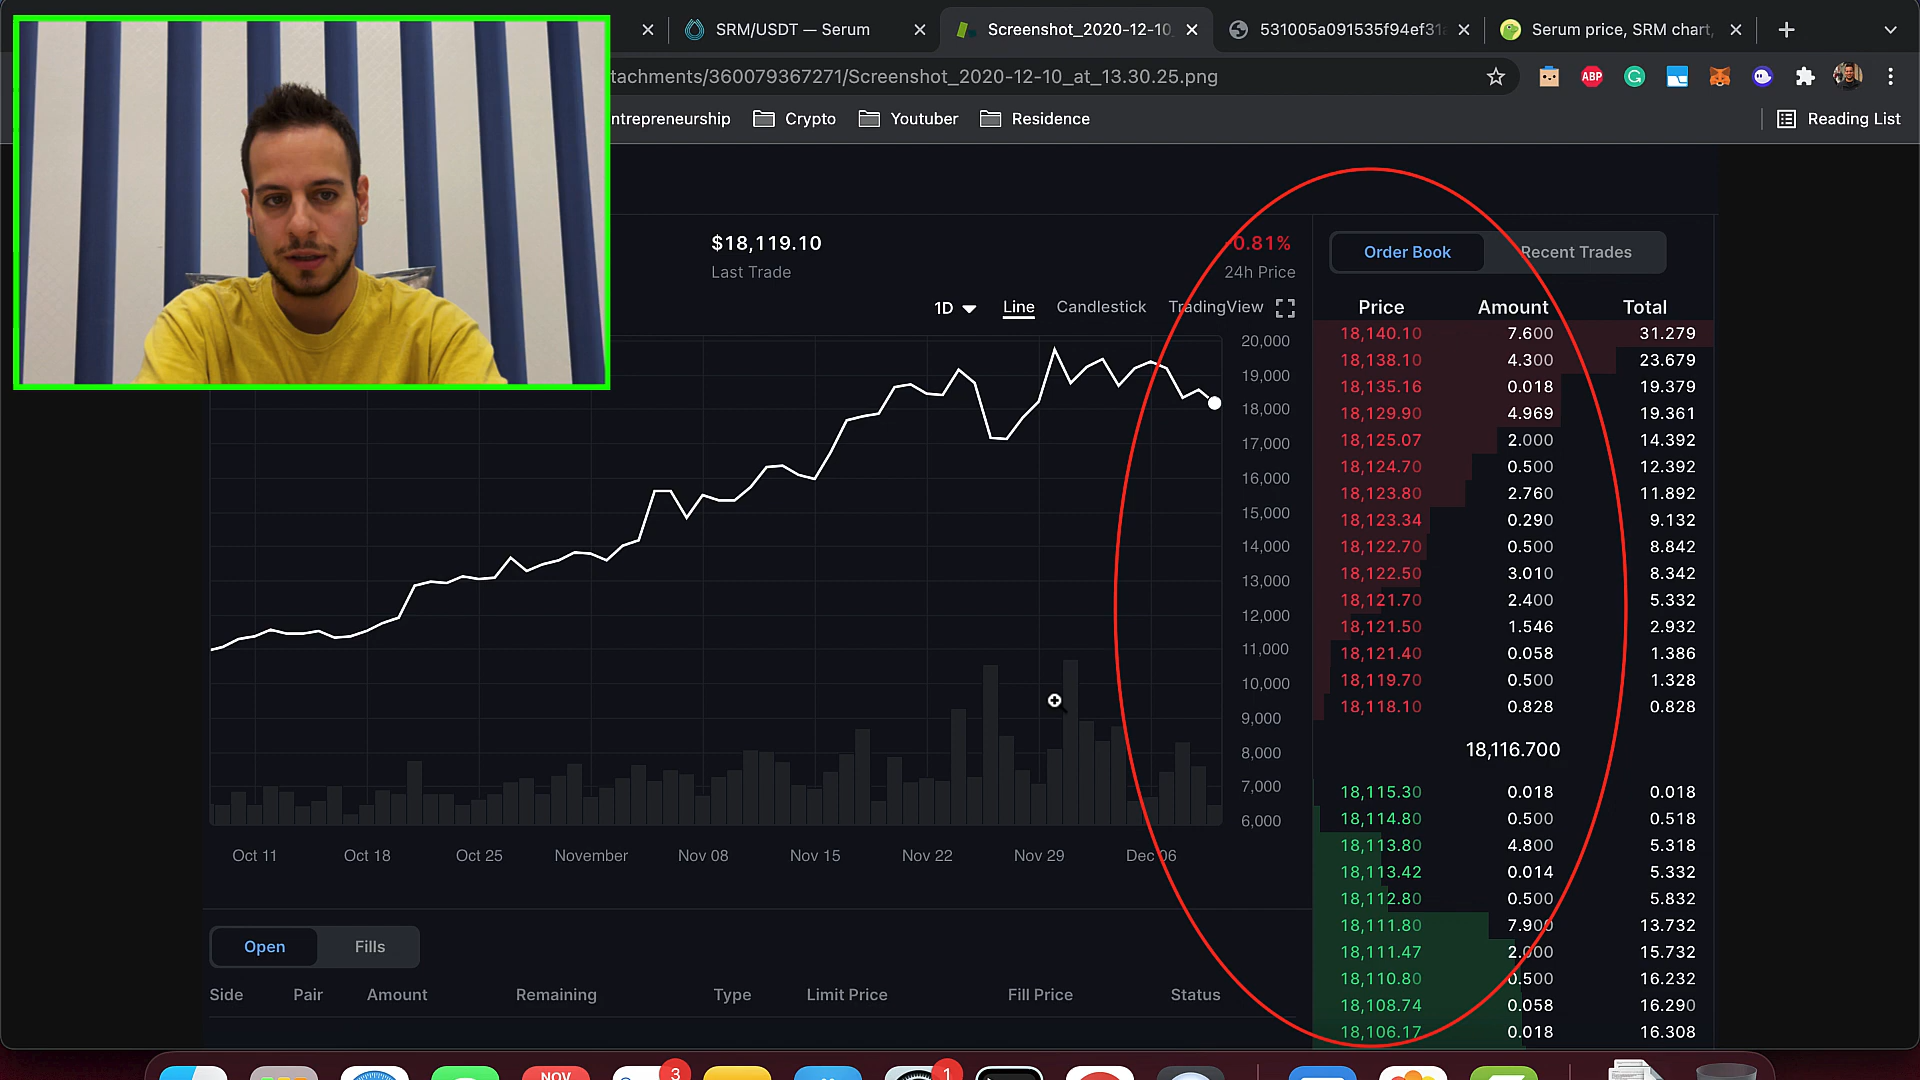 SRM/USDT — Serum
Screenshot_2020-12-10
531005a091535f94ef31
Serum price, SRM chart,
tachments/360079367271/Screenshot_2020-12-10_at_13.30.25.png
ABP
ntrepreneurship
Crypto
Youtuber
Residence
Reading List
$18,119.10
Last Trade
-0.81%
24h Price
1D
Line
Candlestick
TradingView
20,000
19,000
18,000
17,000
16,000
15,000
14,000
13,000
12,000
11,000
10,000
9,000
8,000
7,000
6,000
Oct 11
Oct 18
Oct 25
November
Nov 08
Nov 15
Nov 22
Nov 29
Dec 06
Order Book
Recent Trades
Price Amount Total
18,140.10 7.600 31.279
18,138.10 4.300 23.679
18,135.16 0.018 19.379
18,129.90 4.969 19.361
18,125.07 2.000 14.392
18,124.70 0.500 12.392
18,123.80 2.760 11.892
18,123.34 0.290 9.132
18,122.70 0.500 8.842
18,122.50 3.010 8.342
18,121.70 2.400 5.332
18,121.50 1.546 2.932
18,121.40 0.058 1.386
18,119.70 0.500 1.328
18,118.10 0.828 0.828
18,116.700
18,115.30 0.018 0.018
18,114.80 0.500 0.518
18,113.80 4.800 5.318
18,113.42 0.014 5.332
18,112.80 0.500 5.832
18,111.80 7.900 13.732
18,111.47 2.000 15.732
18,110.80 0.500 16.232
18,108.74 0.058 16.290
18,106.17 0.018 16.308
Open
Fills
Side Pair Amount Remaining Type Limit Price Fill Price Status
NOV
3
1